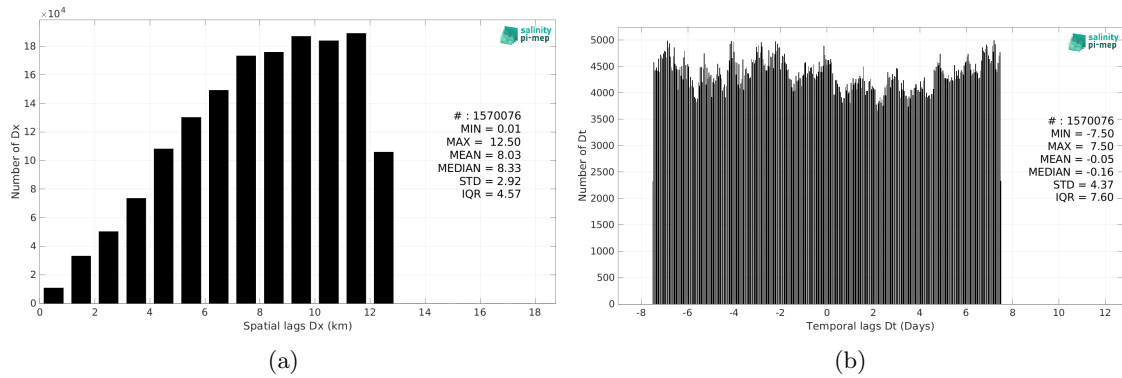 ×10⁴
salinity
pi-mep
18
16
14
12
10
8
6
4
2
0
Number of Dx
# : 1570076
MIN = 0.01
MAX = 12.50
MEAN = 8.03
MEDIAN = 8.33
STD = 2.92
IQR = 4.57
0 2 4 6 8 10 12 14 16 18
Spatial lags Dx (km)
(a)
salinity
pi-mep
5000
4500
4000
3500
3000
2500
2000
1500
1000
500
0
Number of Dt
# : 1570076
MIN = -7.50
MAX = 7.50
MEAN = -0.05
MEDIAN = -0.16
STD = 4.37
IQR = 7.60
-8 -6 -4 -2 0 2 4 6 8 10 12
Temporal lags Dt (Days)
(b)